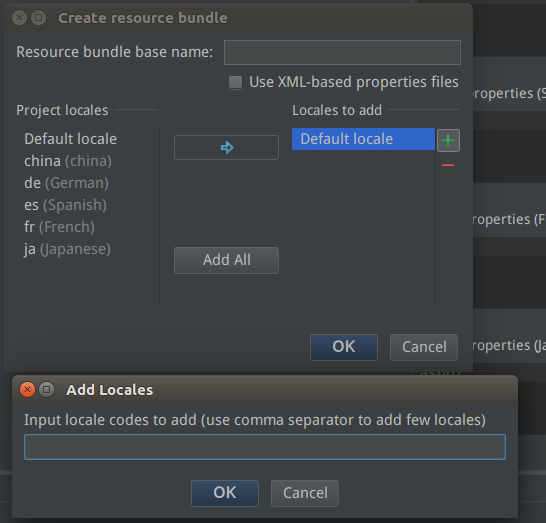 Create resource bundle
Resource bundle base name:
Use XML-based properties files
Project locales
Locales to add
Default locale
china (china)
de (German)
es (Spanish)
fr (French)
ja (Japanese)
Add All
Default locale
OK
Cancel
roperties (S
roperties (F
roperties (Ja
Add Locales
Input locale codes to add (use comma separator to add few locales)
OK
Cancel